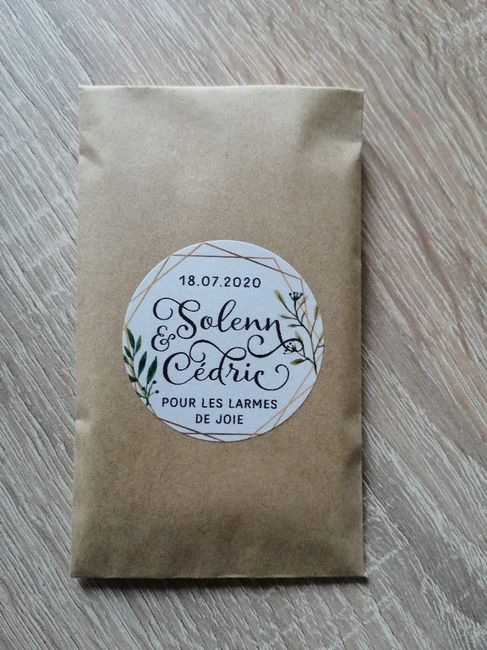 18.07.2020
Solenn
& Cédric
POUR LES LARMES
DE JOIE